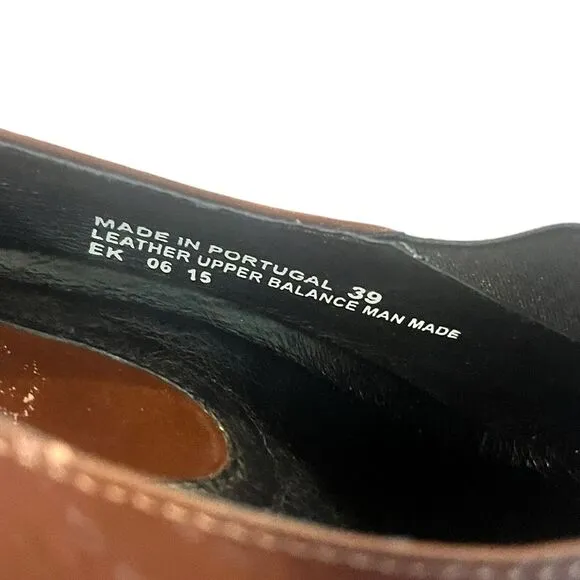 MADE IN PORTUGAL 39
LEATHER UPPER BALANCE MAN MADE
EK 06 15